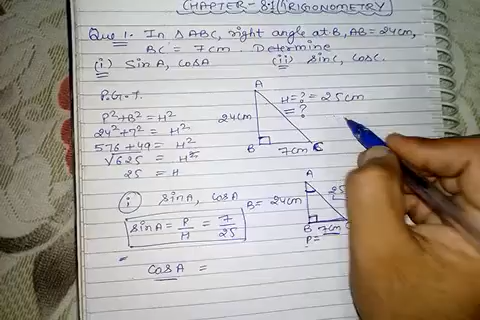 CHAPTER - 8 TRIGONOMETRY
Que 1. In △ABC, right angle at B, AB = 24cm,
BC = 7cm. Determine
(i) Sin A, Cos A (ii) Sin C, Cos C.
P.G.T.
P² + B² = H²
24² + 7² = H²
576 + 49 = H²
√625 = H²
25 = H
A
24cm
H = ? = 25cm
= ?
B 7cm C
(i) Sin A, Cos A
Sin A = P/H = 7/25
Cos A =
A
B = 24cm
25
B 7cm
P =